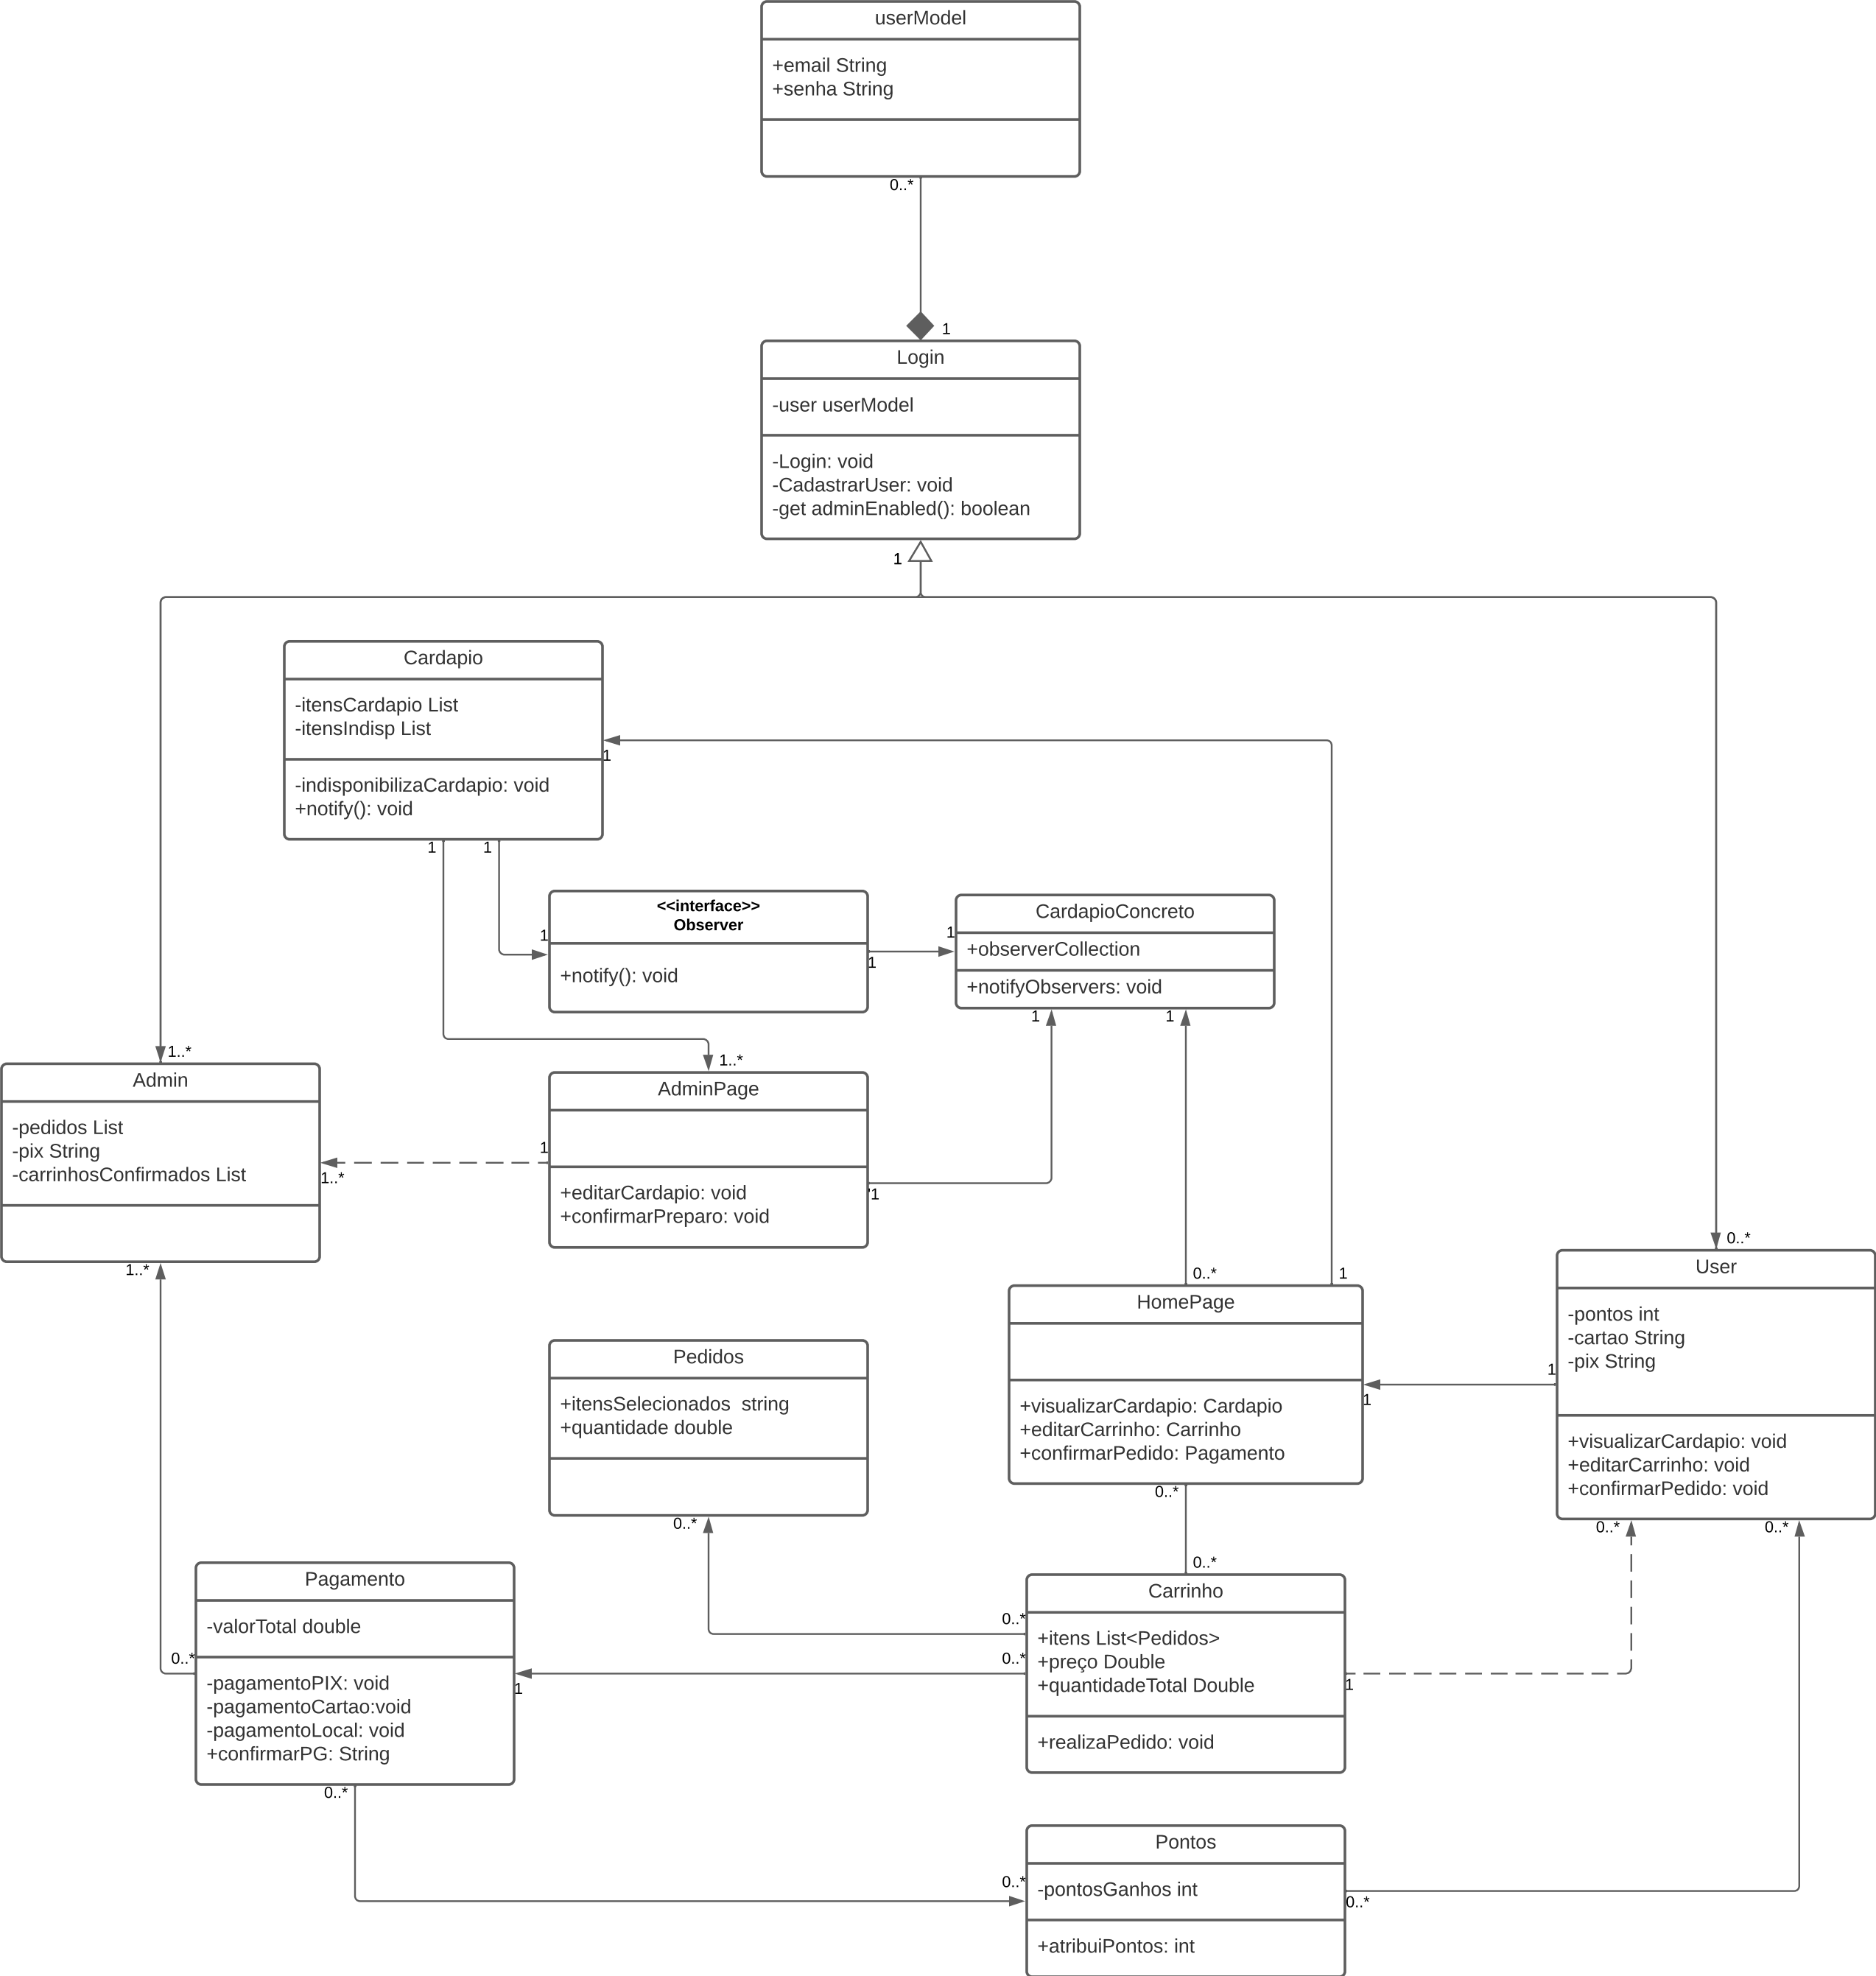 userModel
+email String
+senha String
0..*
1
Login
-user userModel
-Login: void
-CadastrarUser: void
-get adminEnabled(): boolean
1
Cardapio
-itensCardapio List
-itensIndisp List
-indisponibilizaCardapio: void
+notify(): void
1
1
1
<<interface>>
Observer
+notify(): void
1
1
CardapioConcreto
+observerCollection
+notifyObservers: void
1
1
1
1..*
Admin
-pedidos List
-pix String
-carrinhosConfirmados List
1..*
1..*
AdminPage
+editarCardapio: void
+confirmarPreparo: void
1
1..*
'1
0..*
1
HomePage
+visualizarCardapio: Cardapio
+editarCarrinho: Carrinho
+confirmarPedido: Pagamento
0..*
0..*
User
-pontos int
-cartao String
-pix String
+visualizarCardapio: void
+editarCarrinho: void
+confirmarPedido: void
1
1
0..*
0..*
Pedidos
+itensSelecionados  string
+quantidade double
0..*
Pagamento
-valorTotal double
-pagamentoPIX: void
-pagamentoCartao:void
-pagamentoLocal: void
+confirmarPG: String
0..*
1
0..*
0..*
Carrinho
+itens List<Pedidos>
+preço Double
+quantidadeTotal Double
+realizaPedido: void
0..*
0..*
1
Pontos
-pontosGanhos int
+atribuiPontos: int
0..*
0..*